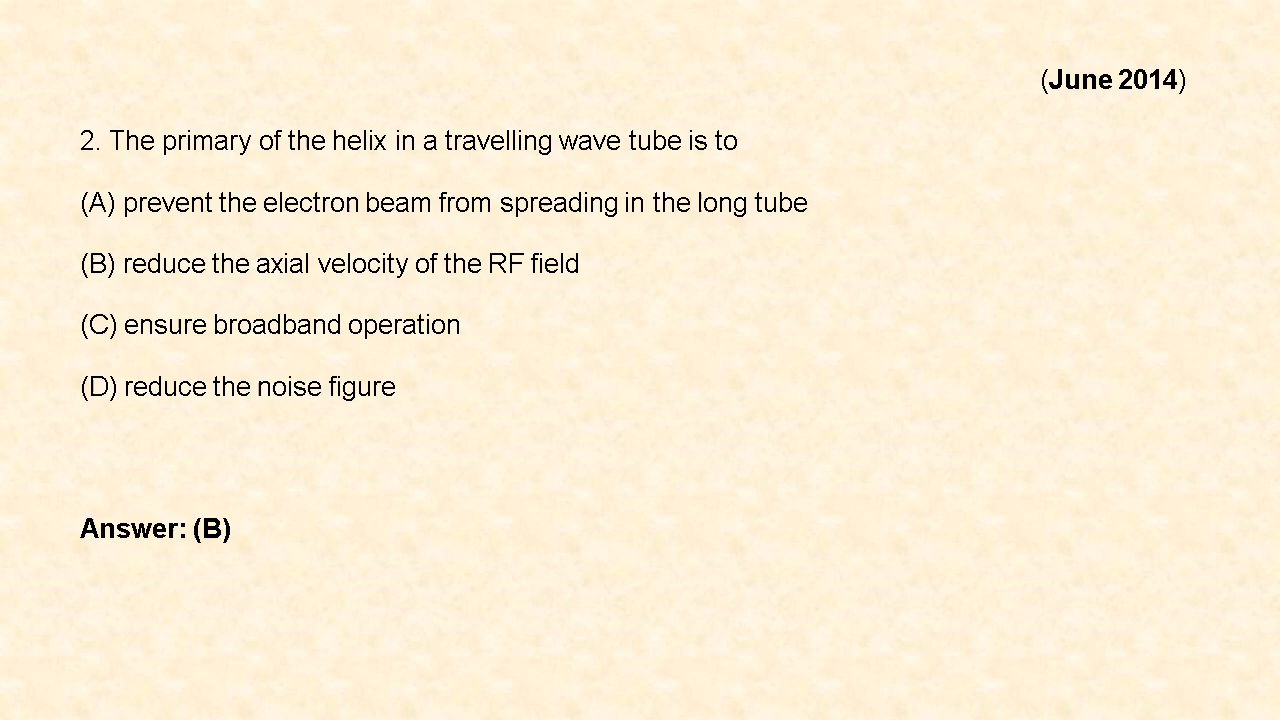 (June 2014)
2. The primary of the helix in a travelling wave tube is to
(A) prevent the electron beam from spreading in the long tube
(B) reduce the axial velocity of the RF field
(C) ensure broadband operation
(D) reduce the noise figure
Answer: (B)